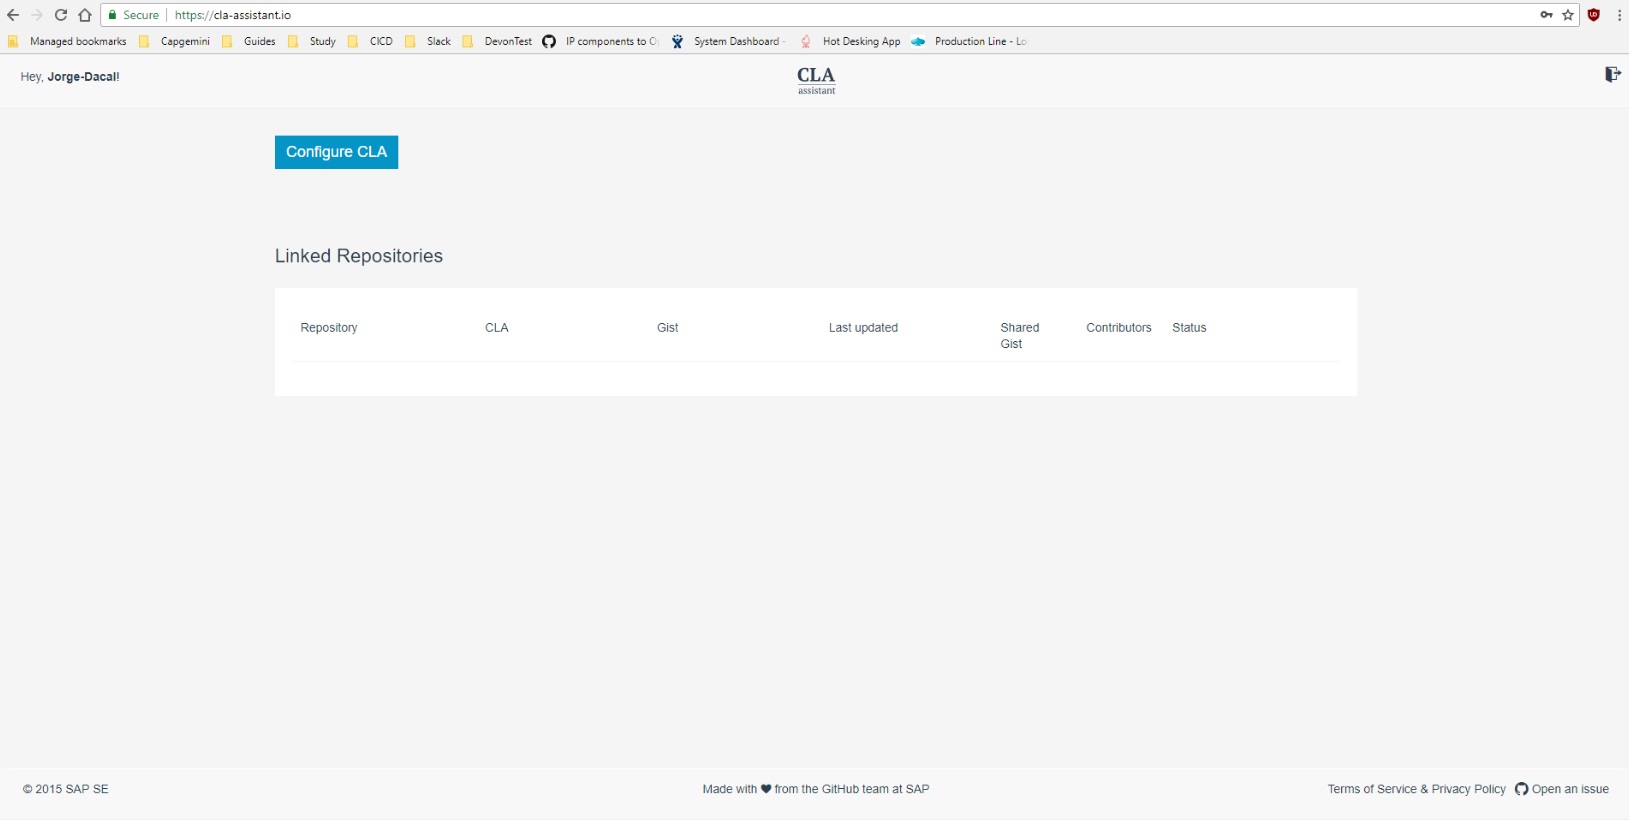 Secure https://cla-assistant.io
Managed bookmarks Capgemini Guides Study CICD Slack DevonTest IP components to O System Dashboard - Hot Desking App Production Line - Lo
Hey, Jorge-Dacal!
CLA
assistant
Configure CLA
Linked Repositories
Repository CLA Gist Last updated Shared Gist Contributors Status
© 2015 SAP SE
Made with ♥ from the GitHub team at SAP
Terms of Service & Privacy Policy Open an issue